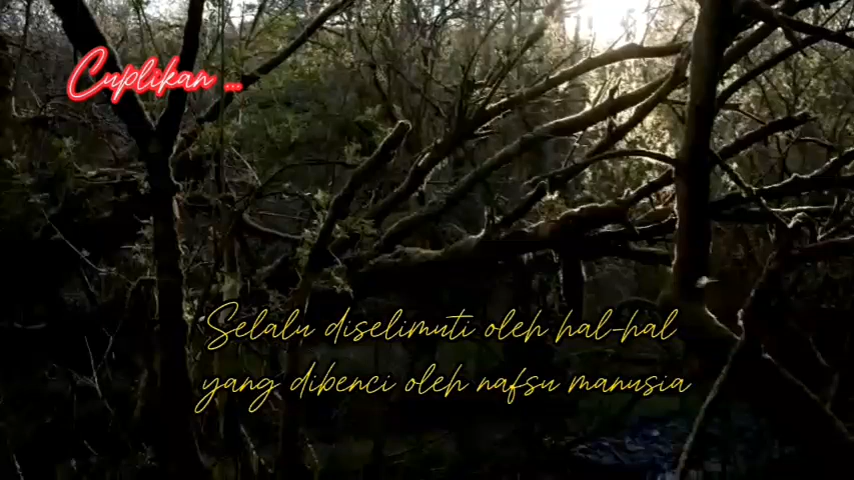 Cuplikan ...
Selalu diselimuti oleh hal-hal
yang dibenci oleh nafsu manusia